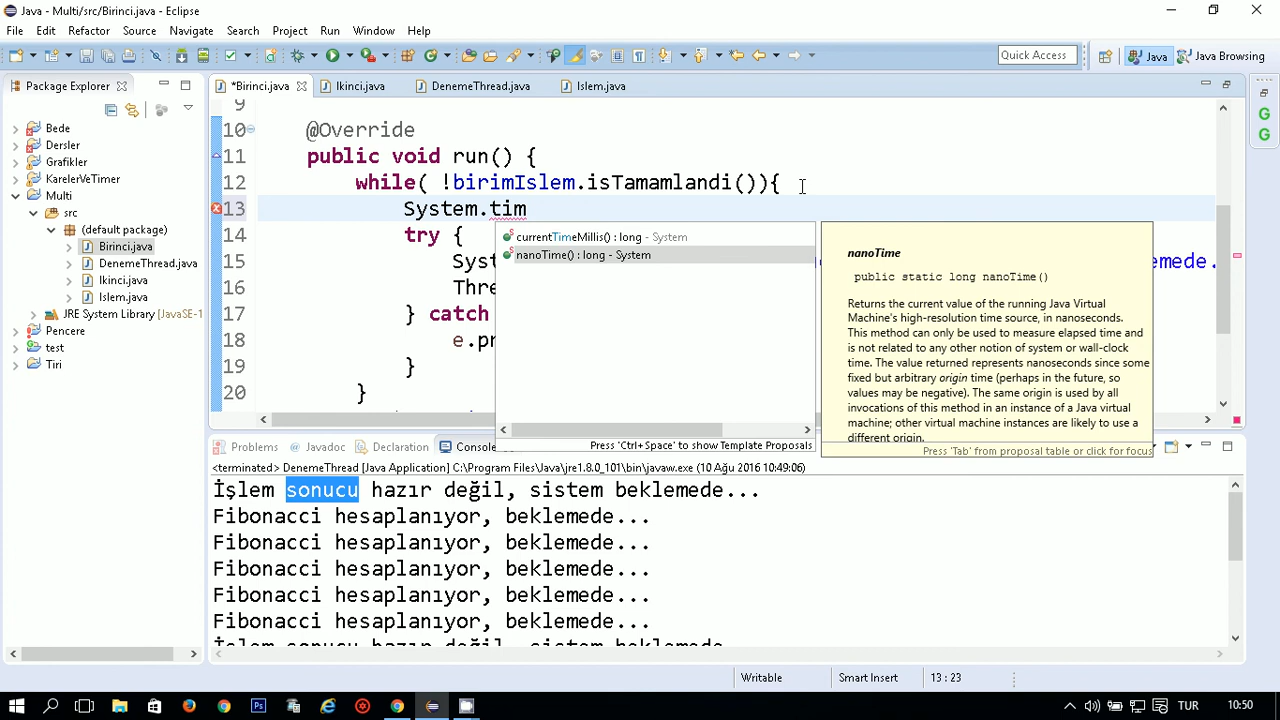 Java - Multi/src/Birinci.java - Eclipse
File Edit Refactor Source Navigate Search Project Run Window Help
Quick Access
Java
Java Browsing
Package Explorer
Bede
Dersler
Grafikler
KarelerVeTimer
Multi
src
(default package)
Birinci.java
DenemeThread.java
Ikinci.java
Islem.java
JRE System Library [JavaSE-1
Pencere
test
Tiri
*Birinci.java
Ikinci.java
DenemeThread.java
Islem.java
9
10 @Override
11 public void run() {
12 while( !birimIslem.isTamamlandi()){
13 System.tim
14 try {
15 Syst emede.
16 Thre
17 } catch
18 e.pr
19 }
20 }
currentTimeMillis() : long - System
nanoTime() : long - System
Press 'Ctrl+Space' to show Template Proposals
nanoTime
public static long nanoTime()
Returns the current value of the running Java Virtual
Machine's high-resolution time source, in nanoseconds.
This method can only be used to measure elapsed time and
is not related to any other notion of system or wall-clock
time. The value returned represents nanoseconds since some
fixed but arbitrary origin time (perhaps in the future, so
values may be negative). The same origin is used by all
invocations of this method in an instance of a Java virtual
machine; other virtual machine instances are likely to use a
different origin.
Press 'Tab' from proposal table or click for focus
Problems
Javadoc
Declaration
Console
<terminated> DenemeThread [Java Application] C:\Program Files\Java\jre1.8.0_101\bin\javaw.exe (10 Ağu 2016 10:49:06)
İşlem sonucu hazır değil, sistem beklemede...
Fibonacci hesaplanıyor, beklemede...
Fibonacci hesaplanıyor, beklemede...
Fibonacci hesaplanıyor, beklemede...
Fibonacci hesaplanıyor, beklemede...
Fibonacci hesaplanıyor, beklemede...
İşlem sonucu hazır değil, sistem beklemede
Writable
Smart Insert
13 : 23
TUR
10:50